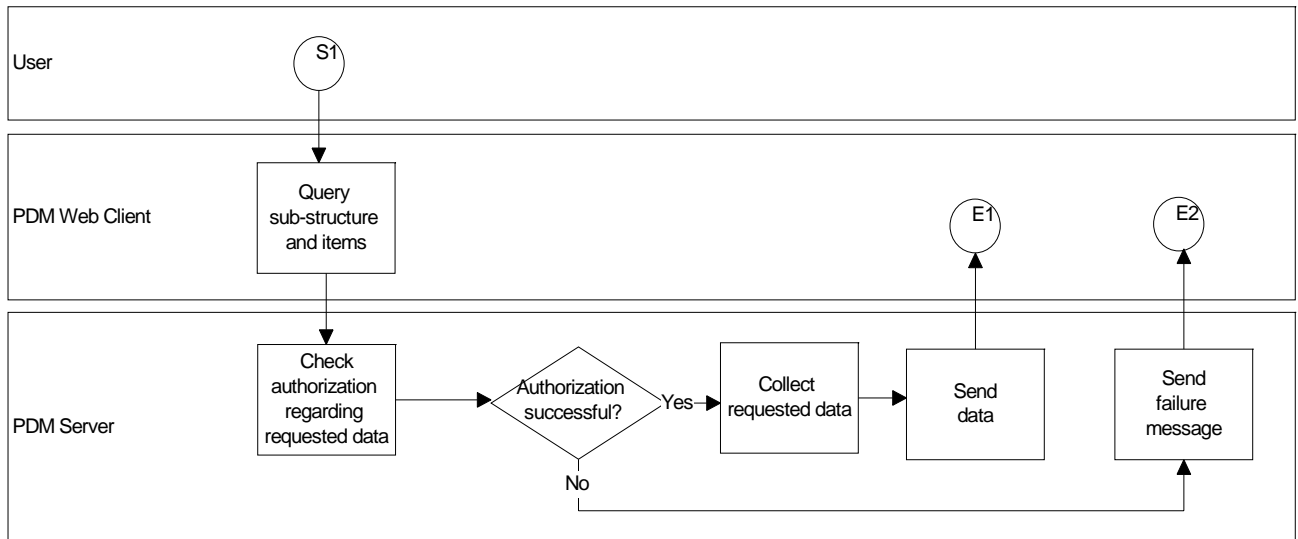 User
S1
PDM Web Client
Query
sub-structure
and items
E1
E2
PDM Server
Check
authorization
regarding
requested data
Authorization
successful?
Yes
No
Collect
requested data
Send
data
Send
failure
message